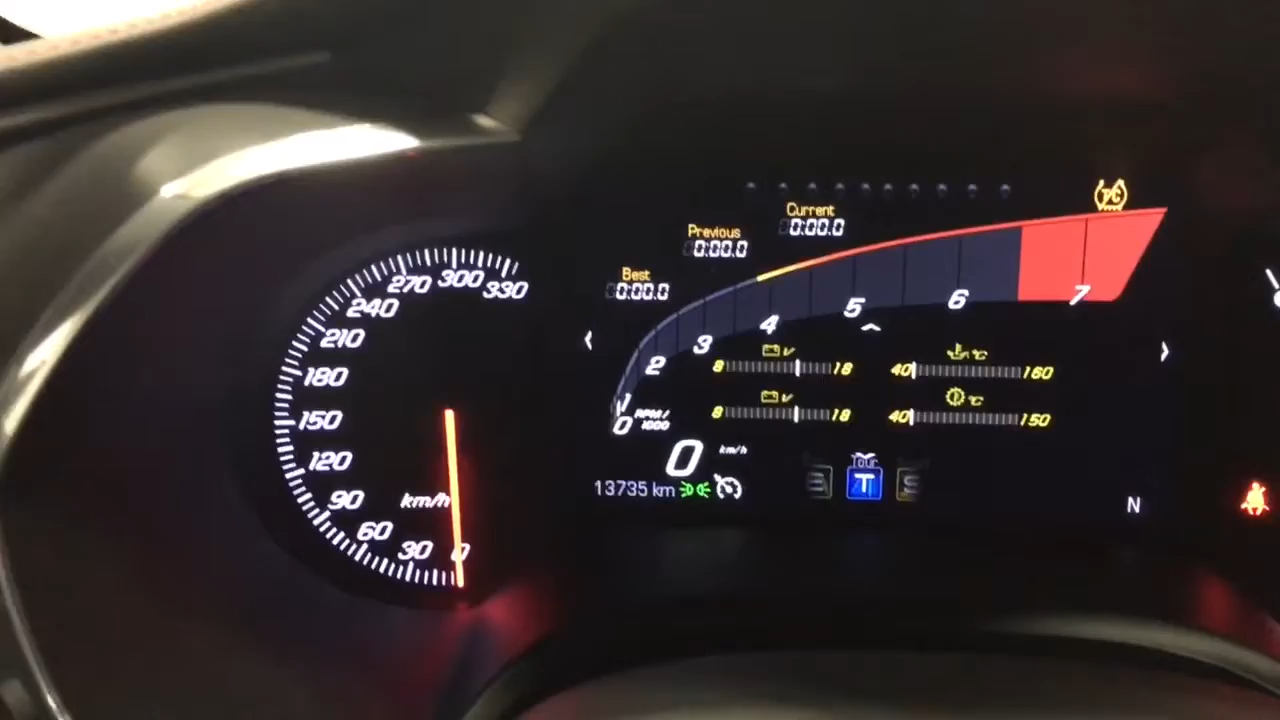 T/C
Current
0:00.0
Previous
0:00.0
Best
0:00.0
330
300
270
240
210
180
150
120
90
60
30
0
km/h
0
1
2
3
4
5
6
7
RPM/
1000
8 V 18
40 °C 160
8 V 18
40 °C 150
0 km/h
13735 km
Tour
T
S
N